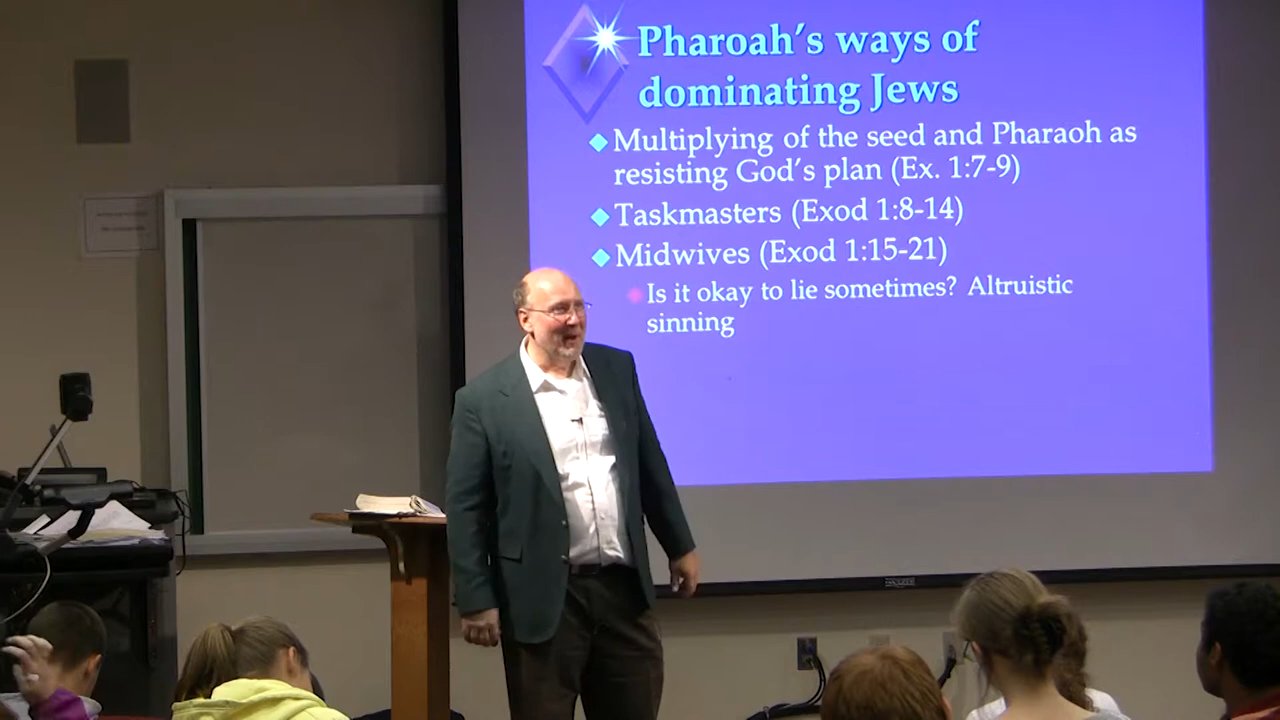 Pharoah's ways of
dominating Jews
Multiplying of the seed and Pharaoh as
resisting God's plan (Ex. 1:7-9)
Taskmasters (Exod 1:8-14)
Midwives (Exod 1:15-21)
Is it okay to lie sometimes? Altruistic
sinning